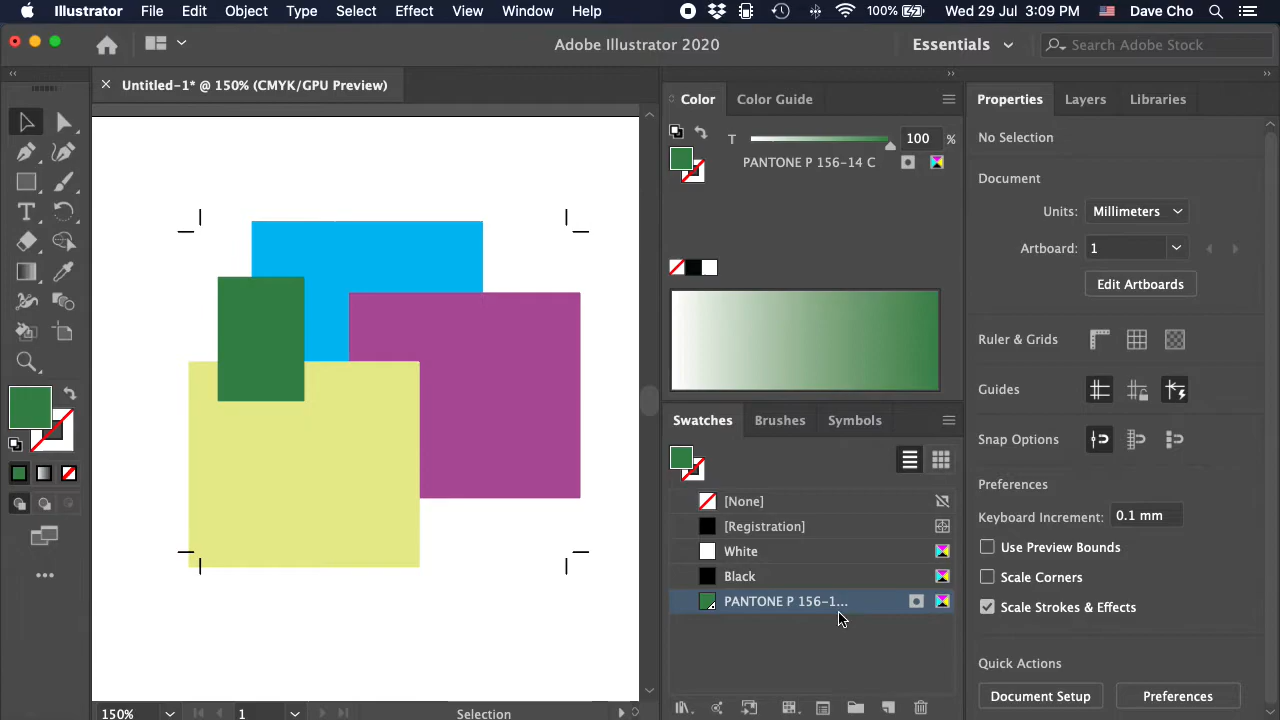 Illustrator File Edit Object Type Select Effect View Window Help 100% Wed 29 Jul 3:09 PM Dave Cho
Adobe Illustrator 2020 Essentials Search Adobe Stock
Untitled-1* @ 150% (CMYK/GPU Preview)
Color Color Guide
T 100 %
PANTONE P 156-14 C
Swatches Brushes Symbols
[None]
[Registration]
White
Black
PANTONE P 156-1...
Properties Layers Libraries
No Selection
Document
Units: Millimeters
Artboard: 1
Edit Artboards
Ruler & Grids
Guides
Snap Options
Preferences
Keyboard Increment: 0.1 mm
Use Preview Bounds
Scale Corners
Scale Strokes & Effects
Quick Actions
Document Setup Preferences
150% 1 Selection